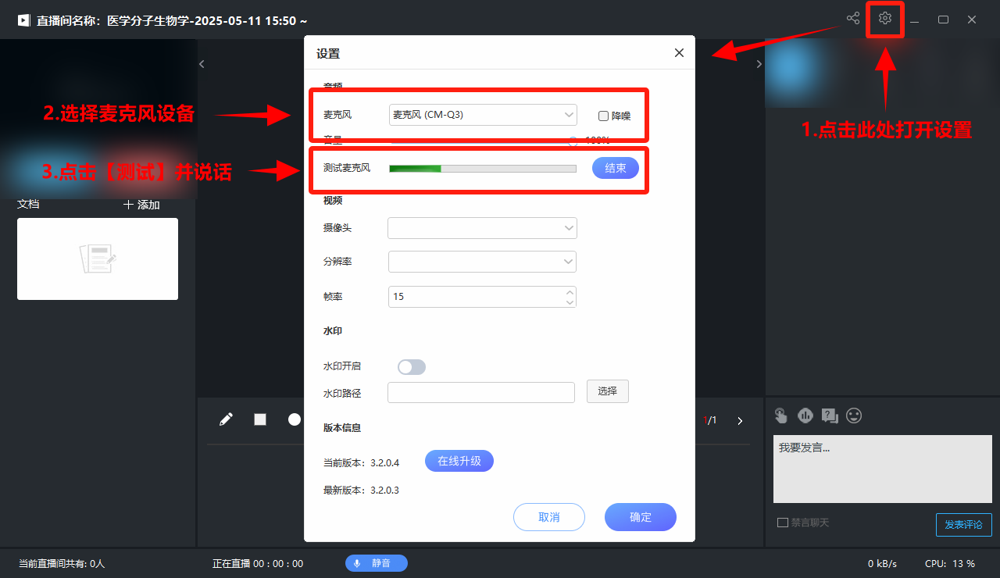 直播间名称：医学分子生物学-2025-05-11 15:50 ~
设置
音频
2.选择麦克风设备
麦克风
麦克风 (CM-Q3)
降噪
1.点击此处打开设置
音量
100%
3.点击【测试】并说话
测试麦克风
结束
视频
文档
添加
摄像头
分辨率
帧率
15
水印
水印开启
水印路径
选择
1/1
版本信息
我要发言...
当前版本：3.2.0.4
在线升级
最新版本：3.2.0.3
取消
确定
禁言聊天
发表评论
当前直播间共有: 0人
正在直播 00 : 00 : 00
静音
0 kB/s
CPU: 13 %